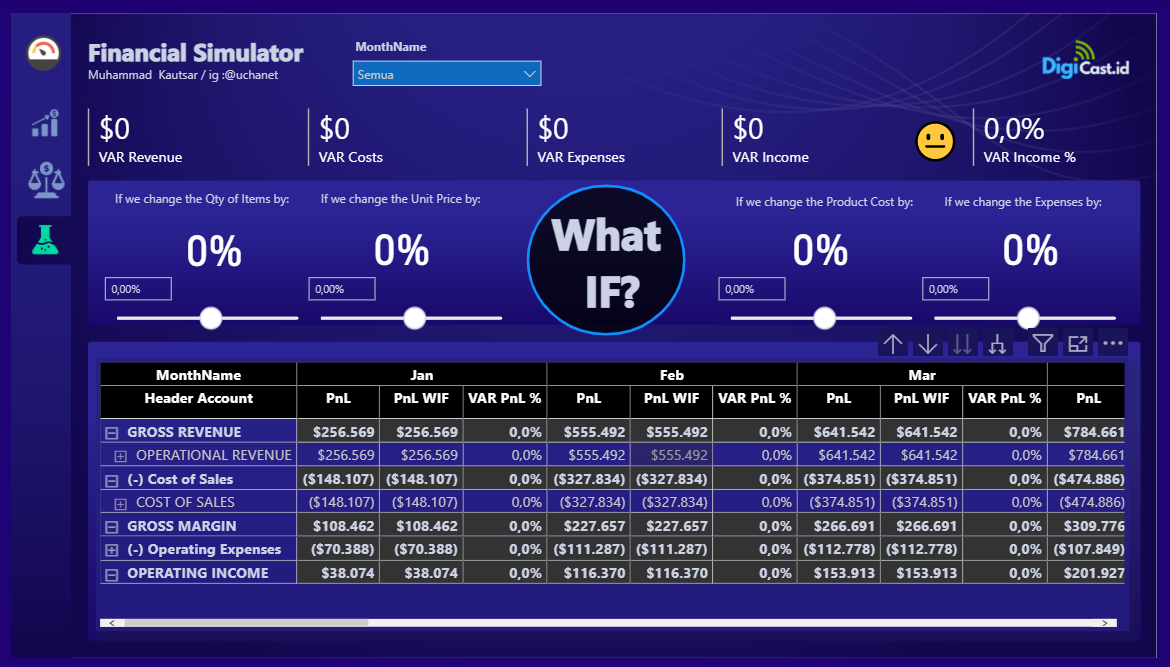 Financial Simulator
Muhammad Kautsar / ig :@uchanet
MonthName
Semua
DigiCast.id
$0
VAR Revenue
$0
VAR Costs
$0
VAR Expenses
$0
VAR Income
0,0%
VAR Income %
If we change the Qty of Items by:
0%
0,00%
If we change the Unit Price by:
0%
0,00%
What
IF?
If we change the Product Cost by:
0%
0,00%
If we change the Expenses by:
0%
0,00%
MonthName Jan Feb Mar
Header Account PnL PnL WIF VAR PnL % PnL PnL WIF VAR PnL % PnL PnL WIF VAR PnL % PnL
GROSS REVENUE $256.569 $256.569 0,0% $555.492 $555.492 0,0% $641.542 $641.542 0,0% $784.661
OPERATIONAL REVENUE $256.569 $256.569 0,0% $555.492 $555.492 0,0% $641.542 $641.542 0,0% $784.661
(-) Cost of Sales ($148.107) ($148.107) 0,0% ($327.834) ($327.834) 0,0% ($374.851) ($374.851) 0,0% ($474.886)
COST OF SALES ($148.107) ($148.107) 0,0% ($327.834) ($327.834) 0,0% ($374.851) ($374.851) 0,0% ($474.886)
GROSS MARGIN $108.462 $108.462 0,0% $227.657 $227.657 0,0% $266.691 $266.691 0,0% $309.776
(-) Operating Expenses ($70.388) ($70.388) 0,0% ($111.287) ($111.287) 0,0% ($112.778) ($112.778) 0,0% ($107.849)
OPERATING INCOME $38.074 $38.074 0,0% $116.370 $116.370 0,0% $153.913 $153.913 0,0% $201.927